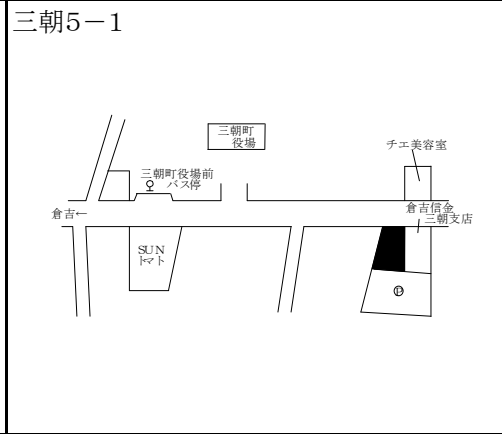 三朝5－1
三朝町
役場
チエ美容室
三朝町役場前
バス停
倉吉←
倉吉信金
三朝支店
SUN
トマト
P